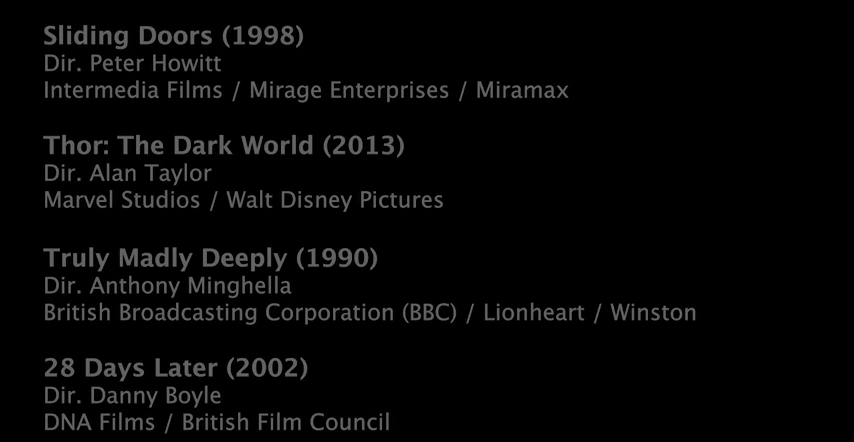 Sliding Doors (1998)
Dir. Peter Howitt
Intermedia Films / Mirage Enterprises / Miramax
Thor: The Dark World (2013)
Dir. Alan Taylor
Marvel Studios / Walt Disney Pictures
Truly Madly Deeply (1990)
Dir. Anthony Minghella
British Broadcasting Corporation (BBC) / Lionheart / Winston
28 Days Later (2002)
Dir. Danny Boyle
DNA Films / British Film Council